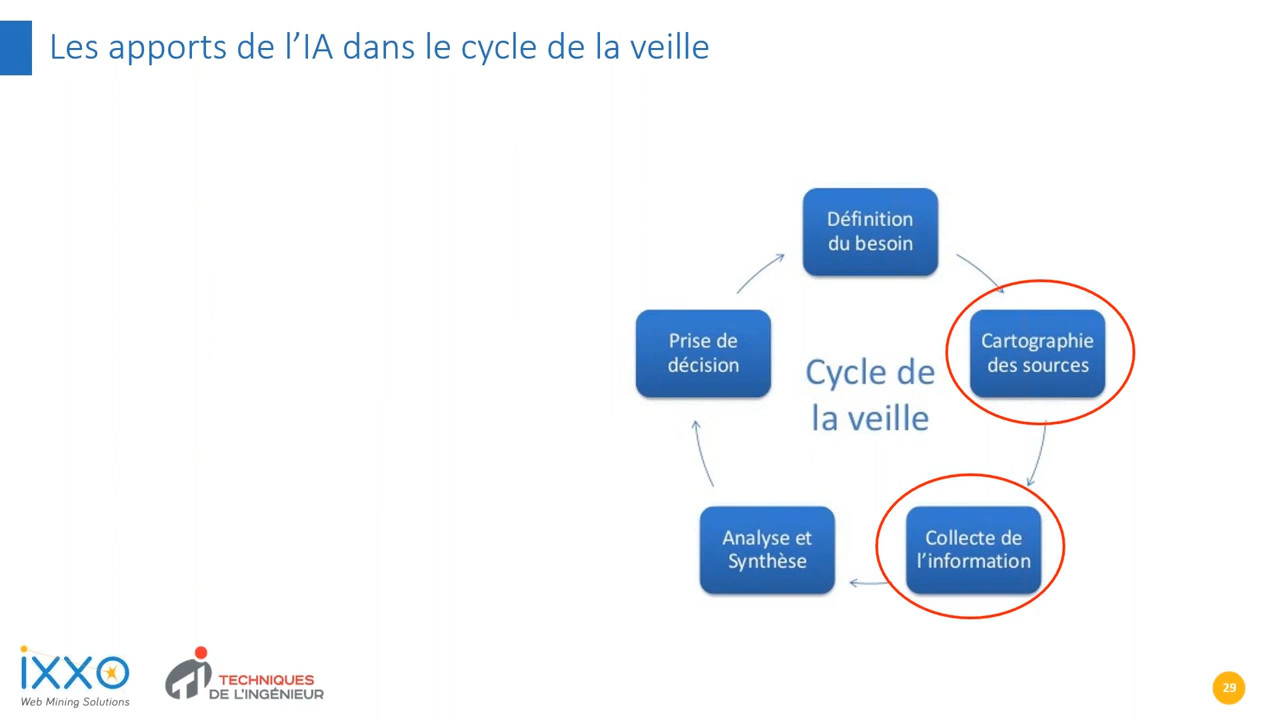 Les apports de l’IA dans le cycle de la veille
Définition
du besoin
Cartographie
des sources
Collecte de
l’information
Analyse et
Synthèse
Prise de
décision
Cycle de
la veille
iXXO
Web Mining Solutions
TECHNIQUES
DE L’INGÉNIEUR
29